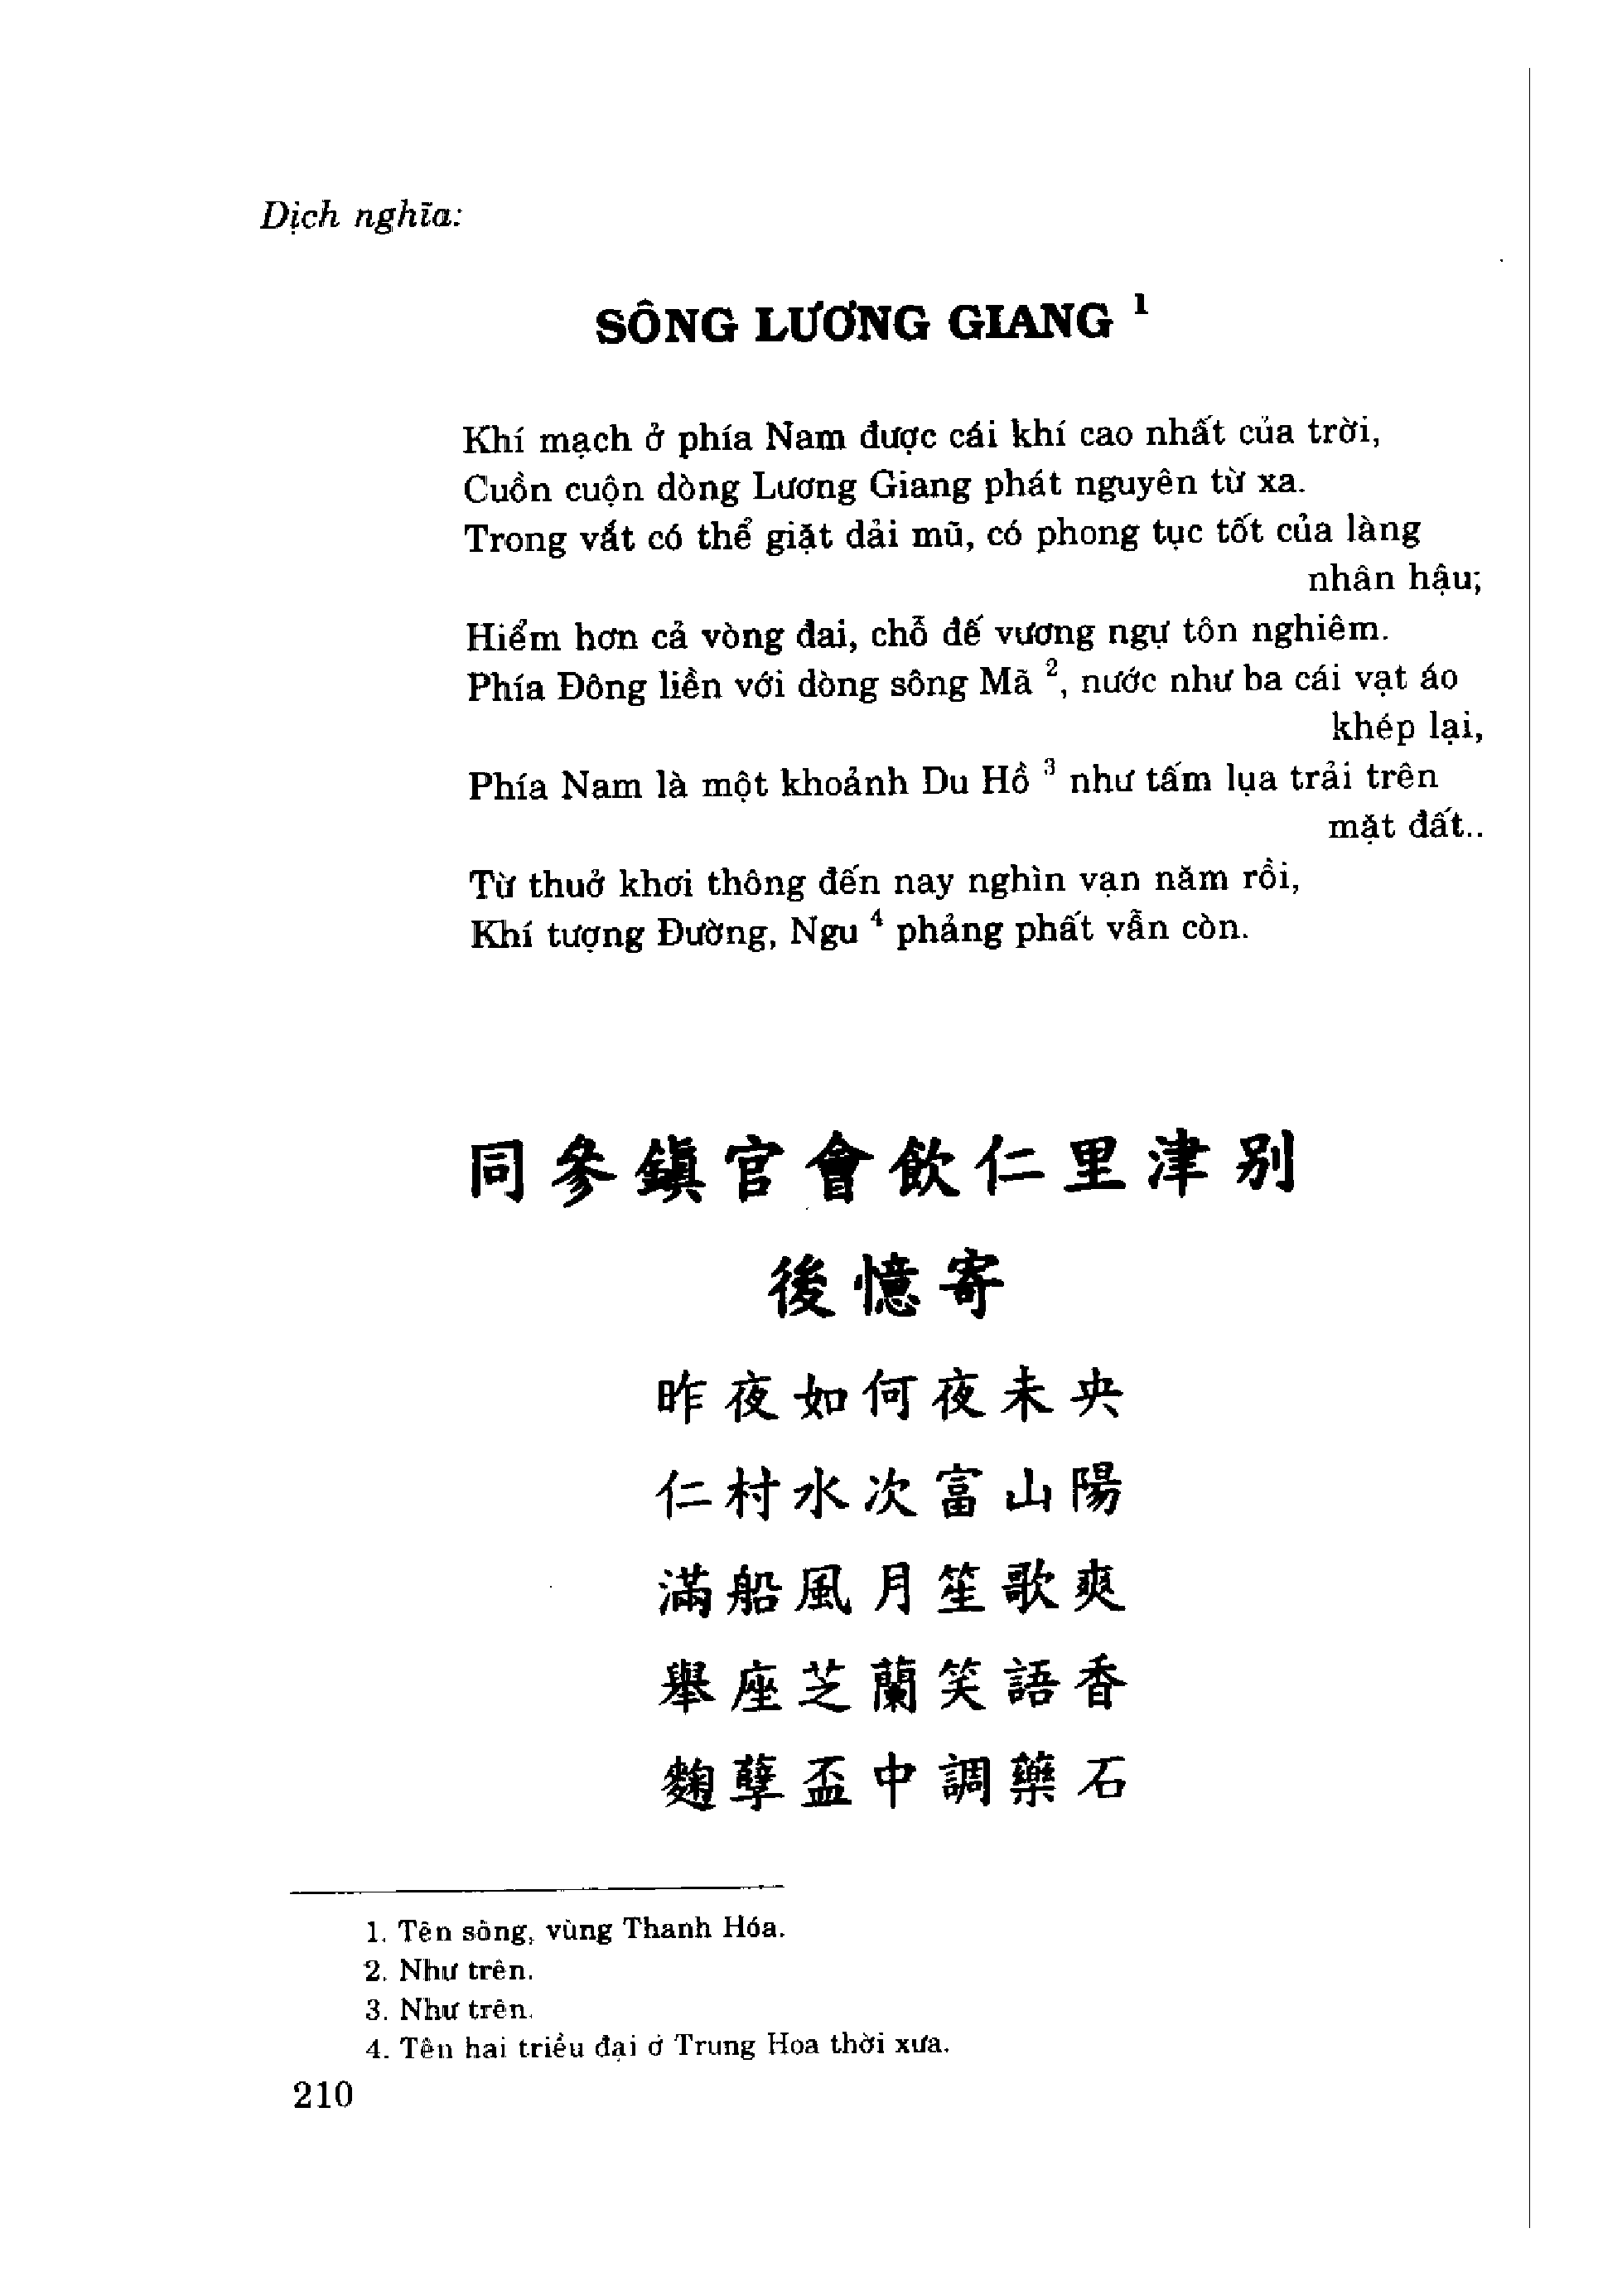 Dịch nghĩa:
SÔNG LƯƠNG GIANG ¹
Khí mạch ở phía Nam được cái khí cao nhất của trời,
Cuồn cuộn dòng Lương Giang phát nguyên từ xa.
Trong vắt có thể giặt dải mũ, có phong tục tốt của làng
nhân hậu;
Hiểm hơn cả vòng đai, chỗ đế vương ngự tôn nghiêm.
Phía Đông liền với dòng sông Mã ², nước như ba cái vạt áo
khép lại,
Phía Nam là một khoảnh Du Hồ ³ như tấm lụa trải trên
mặt đất..
Từ thuở khơi thông đến nay nghìn vạn năm rồi,
Khí tượng Đường, Ngu ⁴ phảng phất vẫn còn.
同參鎮官會飲仁里津别
後憶寄
昨夜如何夜未央
仁村水次富山陽
滿船風月笙歌爽
舉座芝蘭笑語香
麴孽盃中調藥石
1. Tên sông, vùng Thanh Hóa.
2. Như trên.
3. Như trên.
4. Tên hai triều đại ở Trung Hoa thời xưa.
210